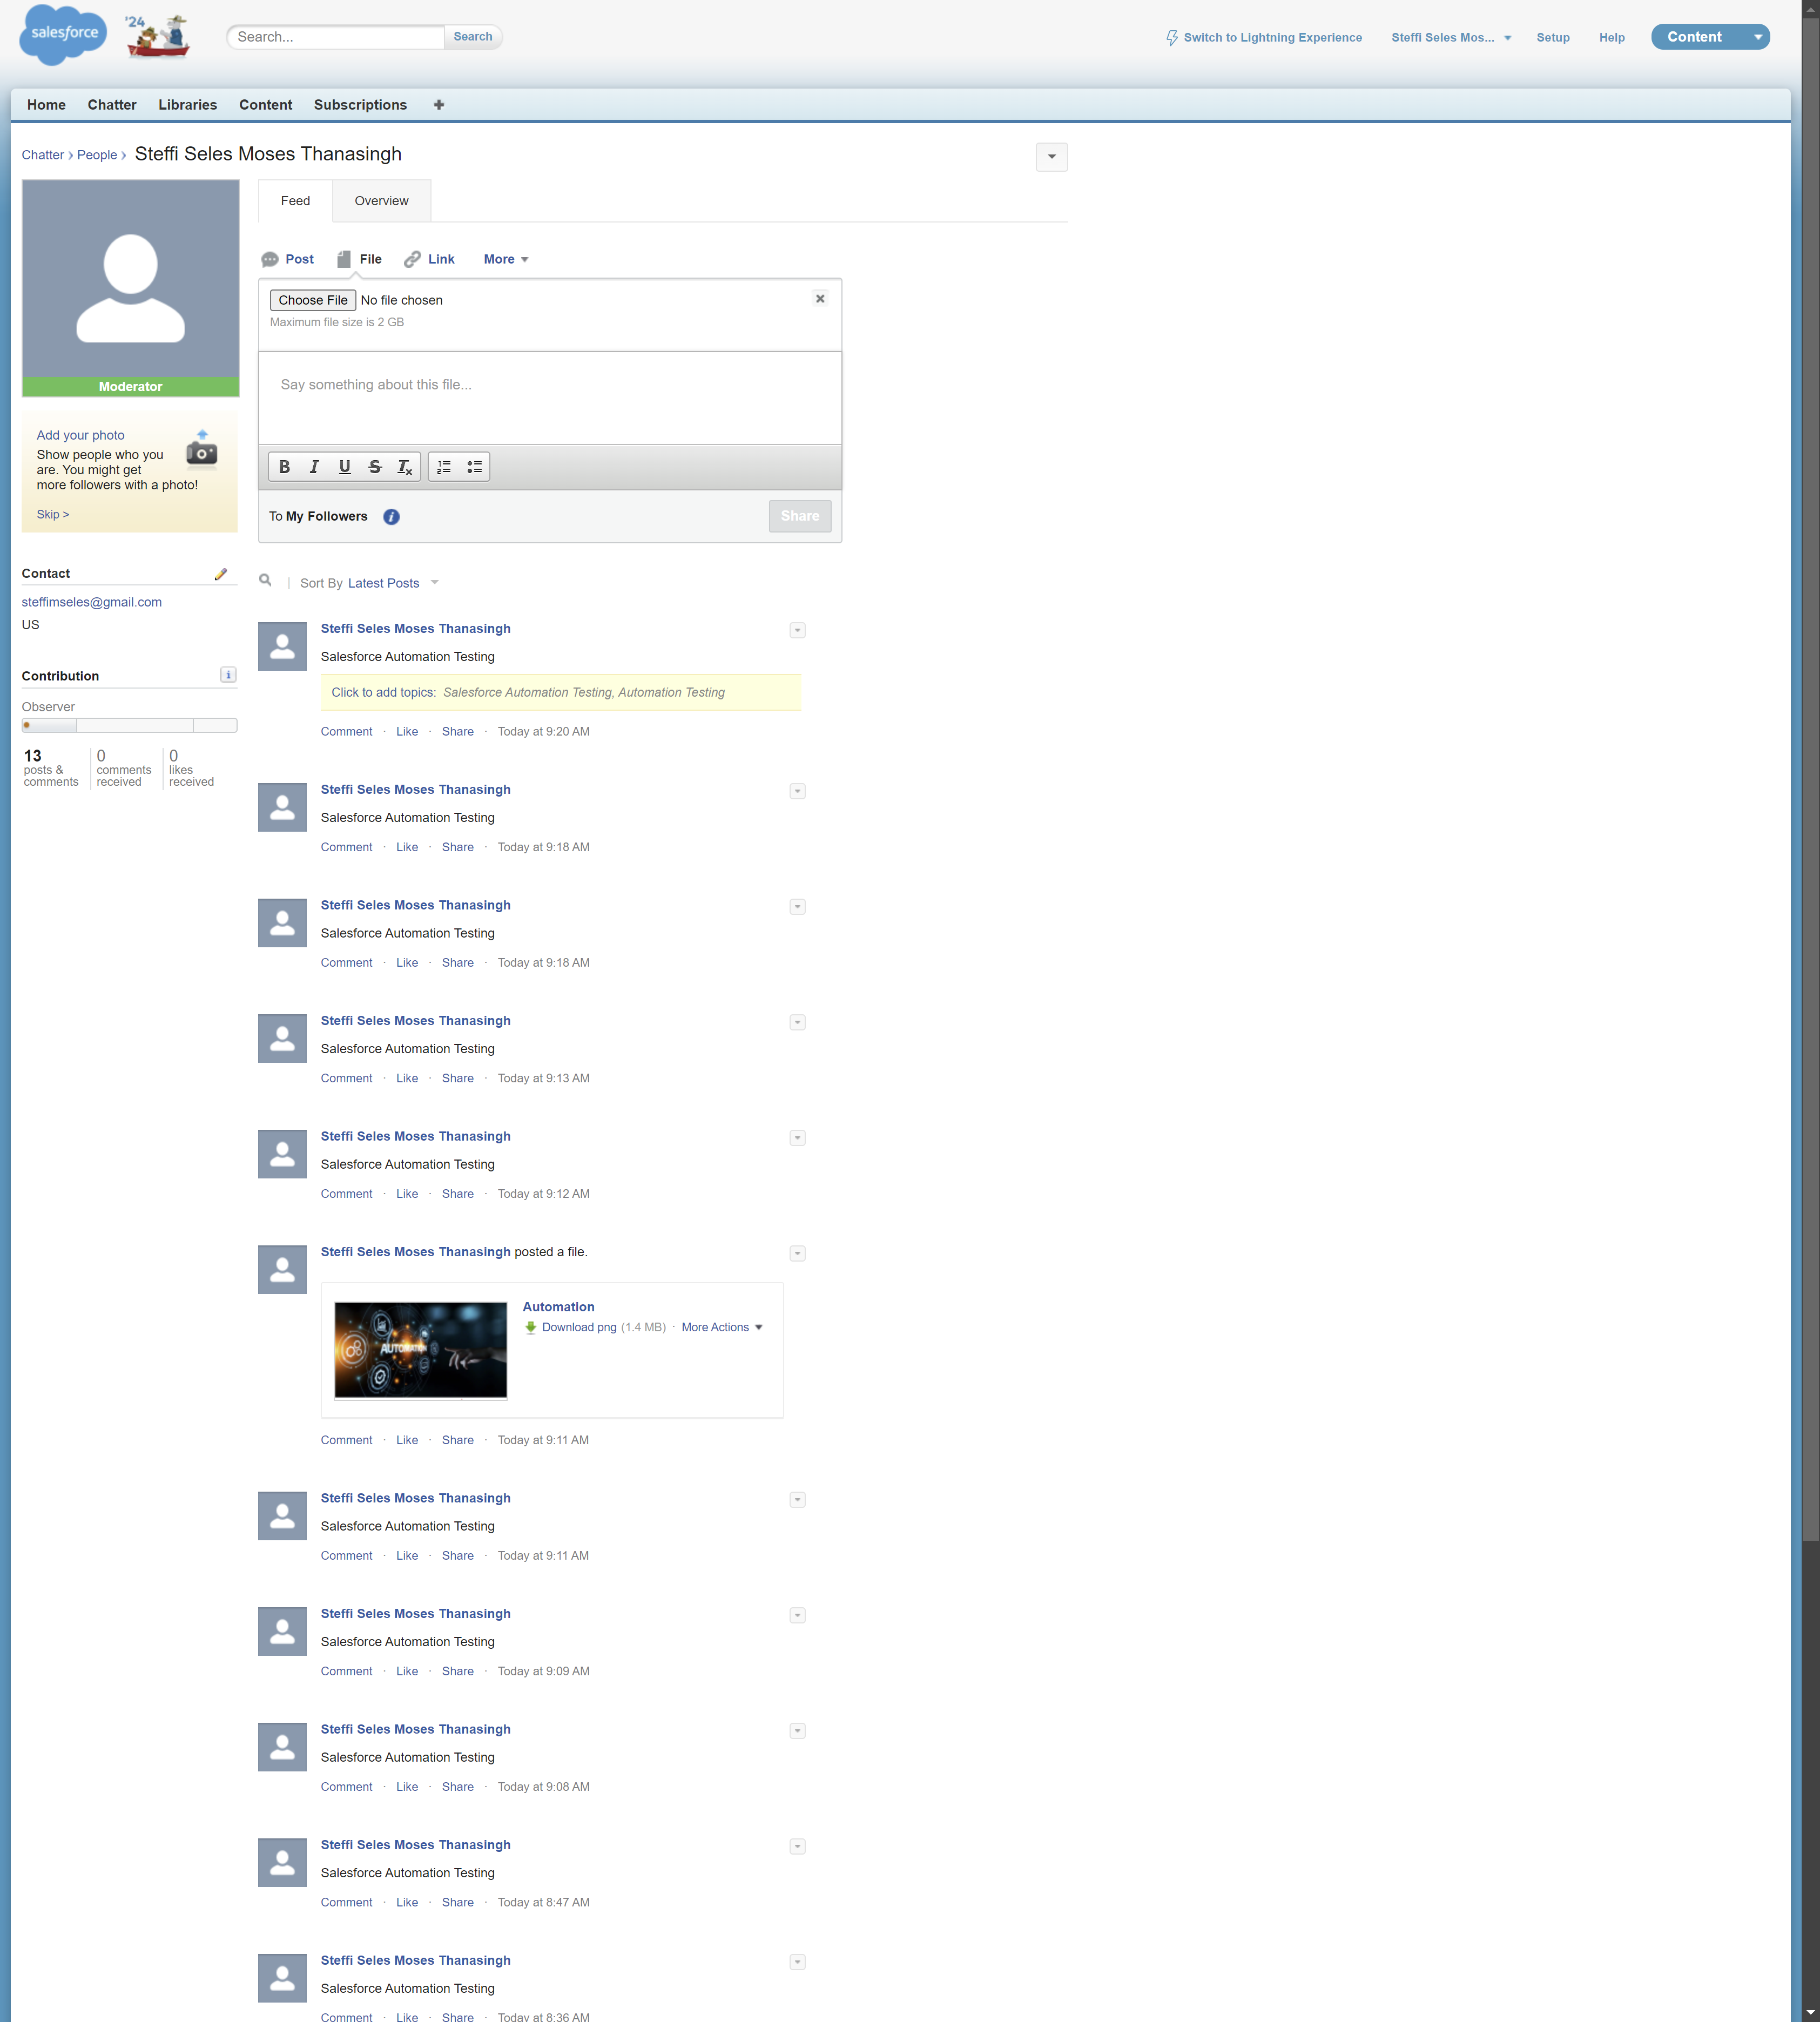 salesforce
'24
Search...
Search
Switch to Lightning Experience
Steffi Seles Mos...
Setup
Help
Content
Home
Chatter
Libraries
Content
Subscriptions
Chatter › People › Steffi Seles Moses Thanasingh
Moderator
Add your photo
Show people who you
are. You might get
more followers with a photo!
Skip >
Contact
steffimseles@gmail.com
US
Contribution
Observer
13
posts &
comments
0
comments
received
0
likes
received
Feed
Overview
Post
File
Link
More
Choose File No file chosen
Maximum file size is 2 GB
Say something about this file...
To My Followers
Share
Sort By Latest Posts
Steffi Seles Moses Thanasingh
Salesforce Automation Testing
Click to add topics: Salesforce Automation Testing, Automation Testing
Comment · Like · Share · Today at 9:20 AM
Steffi Seles Moses Thanasingh
Salesforce Automation Testing
Comment · Like · Share · Today at 9:18 AM
Steffi Seles Moses Thanasingh
Salesforce Automation Testing
Comment · Like · Share · Today at 9:18 AM
Steffi Seles Moses Thanasingh
Salesforce Automation Testing
Comment · Like · Share · Today at 9:13 AM
Steffi Seles Moses Thanasingh
Salesforce Automation Testing
Comment · Like · Share · Today at 9:12 AM
Steffi Seles Moses Thanasingh posted a file.
AUTOMATION
Automation
Download png (1.4 MB) · More Actions
Comment · Like · Share · Today at 9:11 AM
Steffi Seles Moses Thanasingh
Salesforce Automation Testing
Comment · Like · Share · Today at 9:11 AM
Steffi Seles Moses Thanasingh
Salesforce Automation Testing
Comment · Like · Share · Today at 9:09 AM
Steffi Seles Moses Thanasingh
Salesforce Automation Testing
Comment · Like · Share · Today at 9:08 AM
Steffi Seles Moses Thanasingh
Salesforce Automation Testing
Comment · Like · Share · Today at 8:47 AM
Steffi Seles Moses Thanasingh
Salesforce Automation Testing
Comment · Like · Share · Today at 8:36 AM